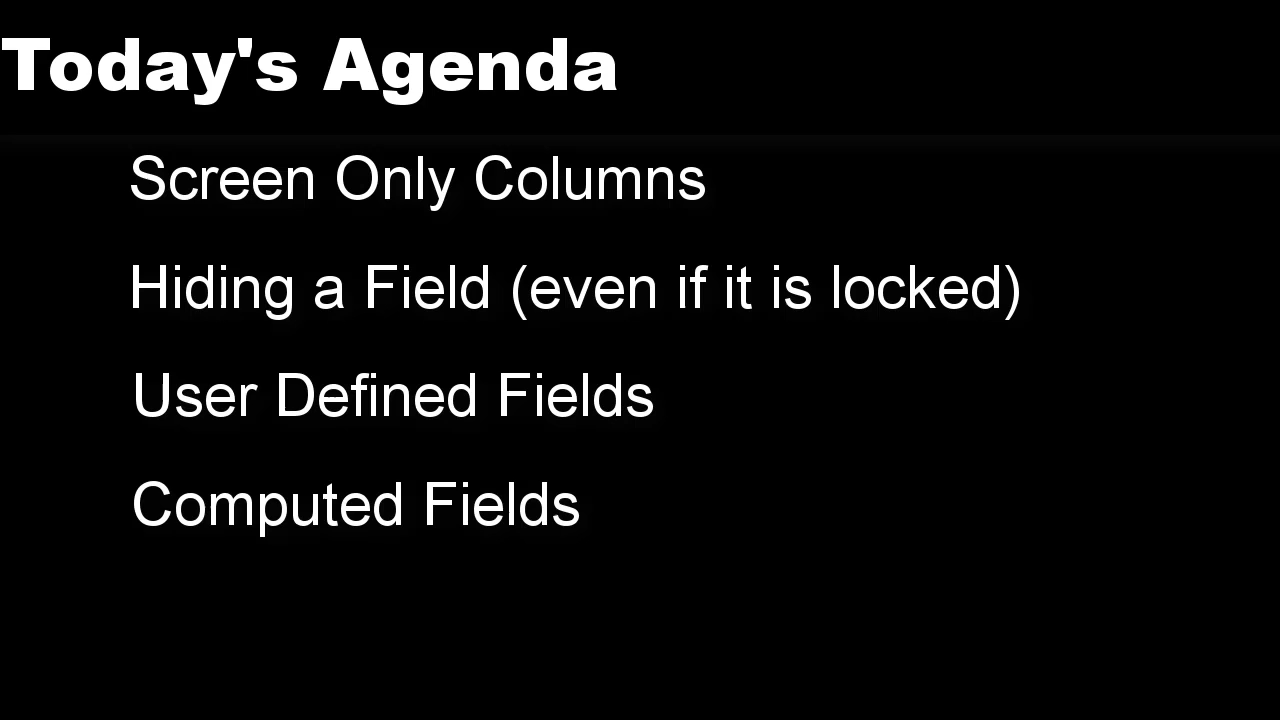 Today's Agenda
Screen Only Columns
Hiding a Field (even if it is locked)
User Defined Fields
Computed Fields